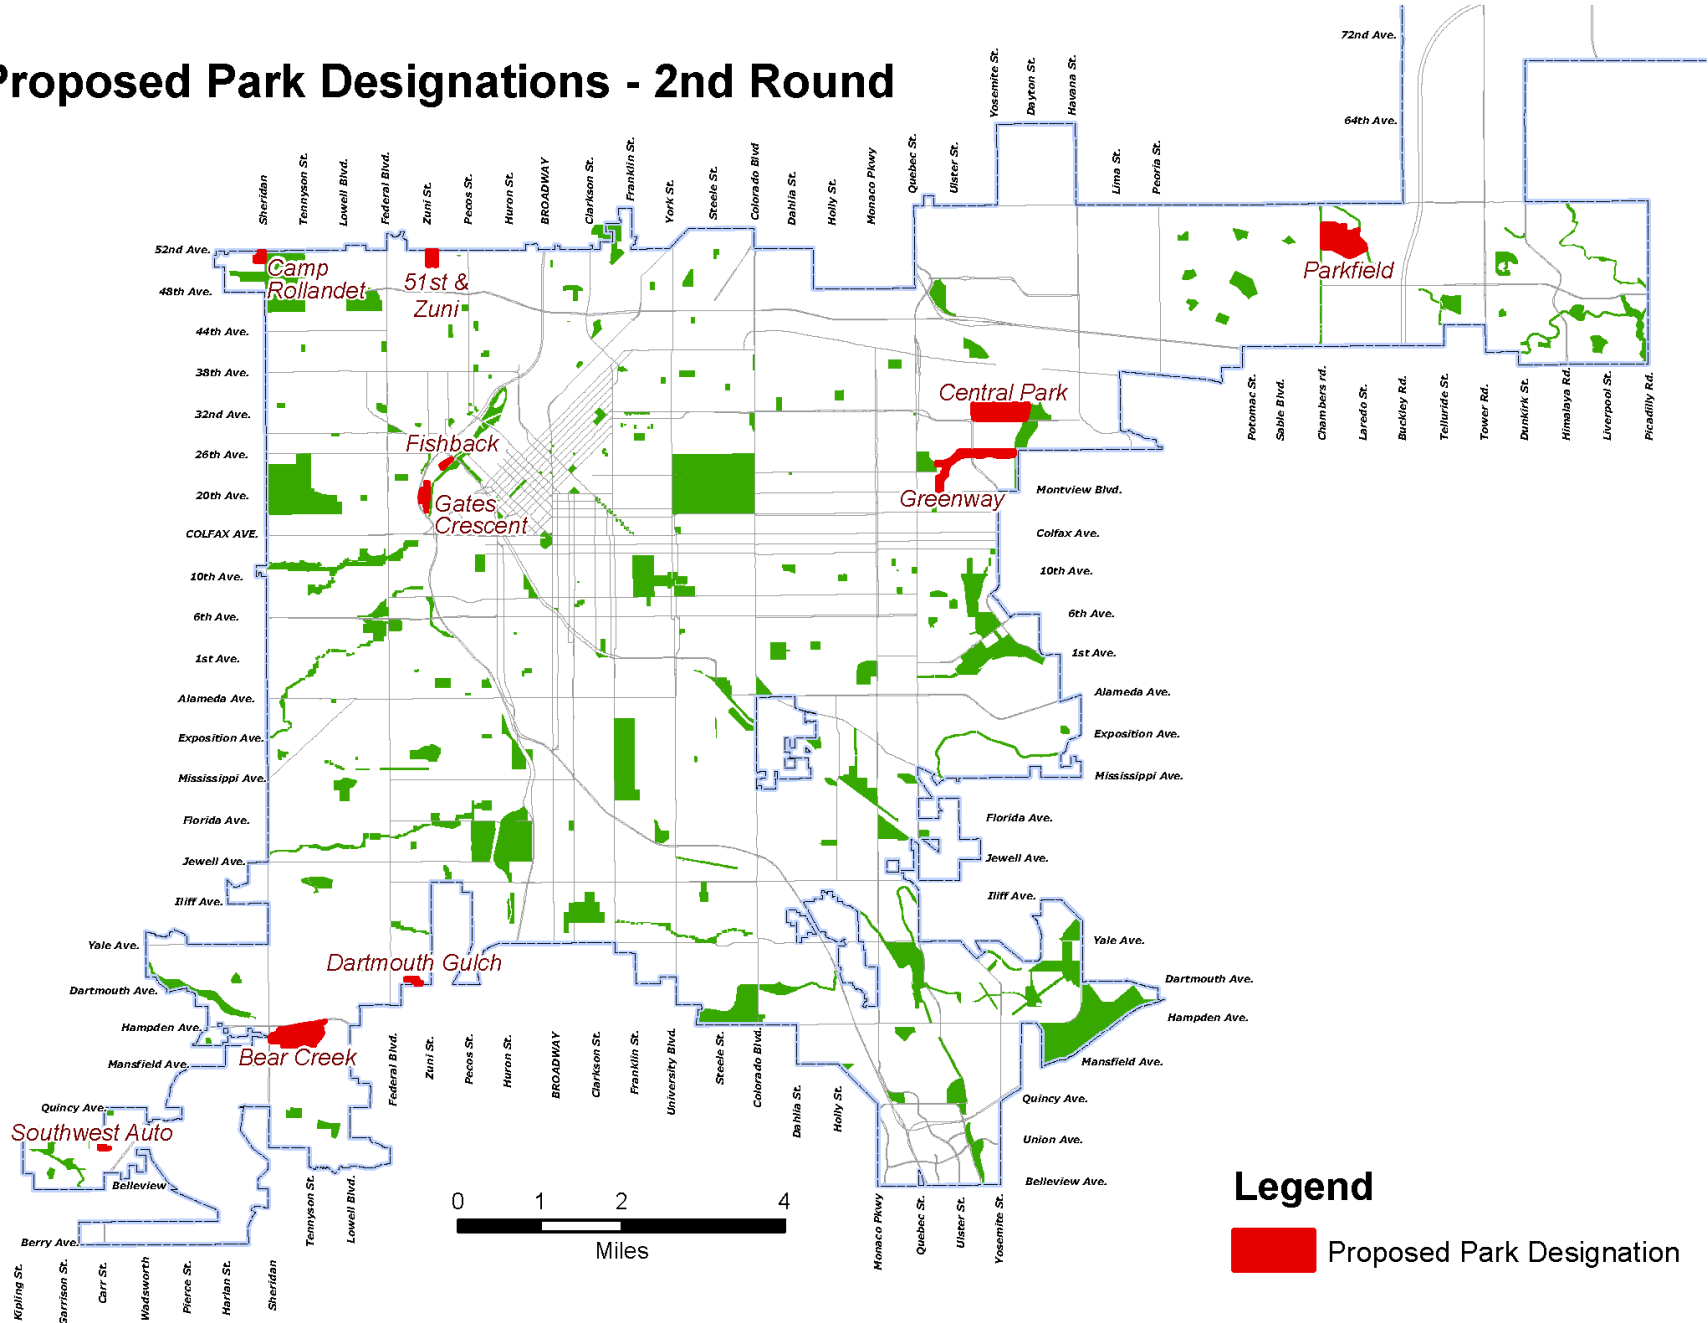 Proposed Park Designations - 2nd Round
72nd Ave.
64th Ave.
Yosemite St.
Dayton St.
Havana St.
Sheridan
Tennyson St.
Lowell Blvd.
Federal Blvd.
Zuni St.
Pecos St.
Huron St.
BROADWAY
Clarkson St.
Franklin St.
York St.
Steele St.
Colorado Blvd
Dahlia St.
Holly St.
Monaco Pkwy
Quebec St.
Ulster St.
Lima St.
Peoria St.
52nd Ave.
48th Ave.
44th Ave.
38th Ave.
32nd Ave.
26th Ave.
20th Ave.
COLFAX AVE.
10th Ave.
6th Ave.
1st Ave.
Alameda Ave.
Exposition Ave.
Mississippi Ave.
Florida Ave.
Jewell Ave.
Iliff Ave.
Yale Ave.
Dartmouth Ave.
Hampden Ave.
Mansfield Ave.
Quincy Ave.
Belleview
Berry Ave.
Camp
Rollandet
51st &
Zuni
Parkfield
Central Park
Fishback
Gates
Crescent
Greenway
Dartmouth Gulch
Bear Creek
Southwest Auto
Potomac St.
Sable Blvd.
Chambers rd.
Laredo St.
Buckley Rd.
Telluride St.
Tower Rd.
Dunkirk St.
Himalaya Rd.
Liverpool St.
Picadilly Rd.
Montview Blvd.
Colfax Ave.
10th Ave.
6th Ave.
1st Ave.
Alameda Ave.
Exposition Ave.
Mississippi Ave.
Florida Ave.
Jewell Ave.
Iliff Ave.
Yale Ave.
Dartmouth Ave.
Hampden Ave.
Mansfield Ave.
Quincy Ave.
Union Ave.
Belleview Ave.
Federal Blvd.
Zuni St.
Pecos St.
Huron St.
BROADWAY
Clarkson St.
Franklin St.
University Blvd.
Steele St.
Colorado Blvd.
Dahlia St.
Holly St.
Monaco Pkwy
Quebec St.
Ulster St.
Yosemite St.
Kipling St.
Garrison St.
Carr St.
Wadsworth
Pierce St.
Harlan St.
Sheridan
Tennyson St.
Lowell Blvd.
0 1 2 4
Miles
Legend
Proposed Park Designation